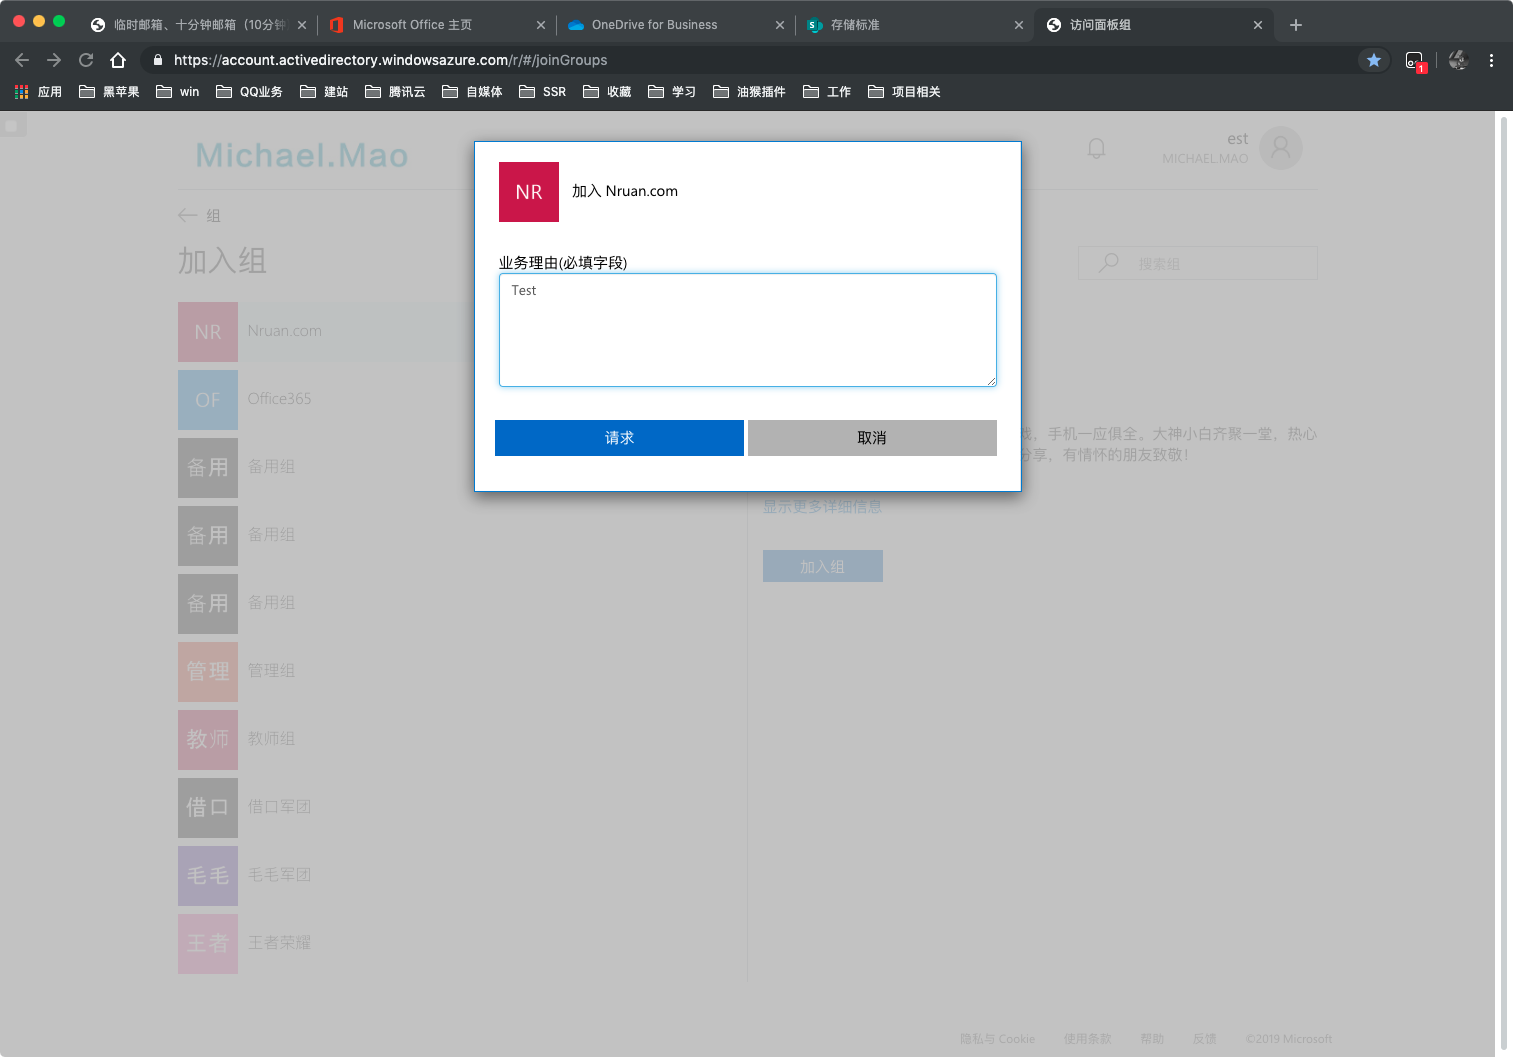 临时邮箱、十分钟邮箱（10分钟
Microsoft Office 主页
OneDrive for Business
存储标准
访问面板组
https://account.activedirectory.windowsazure.com/r/#/joinGroups
1
应用
黑苹果
win
QQ业务
建站
腾讯云
自媒体
SSR
收藏
学习
油猴插件
工作
项目相关
Michael.Mao
est
MICHAEL.MAO
组
加入组
搜索组
NR
加入 Nruan.com
业务理由(必填字段)
Test
请求
取消
NR
Nruan.com
OF
Office365
备用
备用组
备用
备用组
备用
备用组
管理
管理组
教师
教师组
借口
借口军团
毛毛
毛毛军团
王者
王者荣耀
戏，手机一应俱全。大神小白齐聚一堂，热心
分享，有情怀的朋友致敬！
显示更多详细信息
加入组
隐私与 Cookie
使用条款
帮助
反馈
©2019 Microsoft